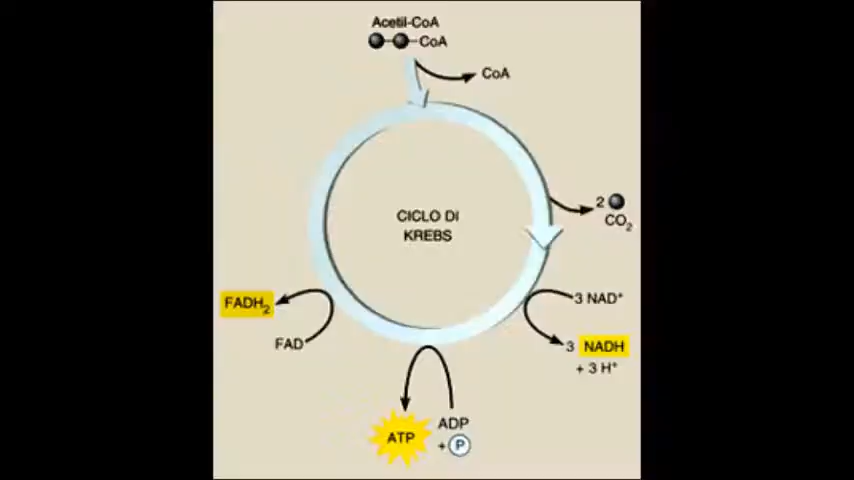 Acetil-CoA
CoA
CoA
2
CO₂
CICLO DI
KREBS
3 NAD⁺
3 NADH
+ 3 H⁺
FADH₂
FAD
ATP
ADP
+ P